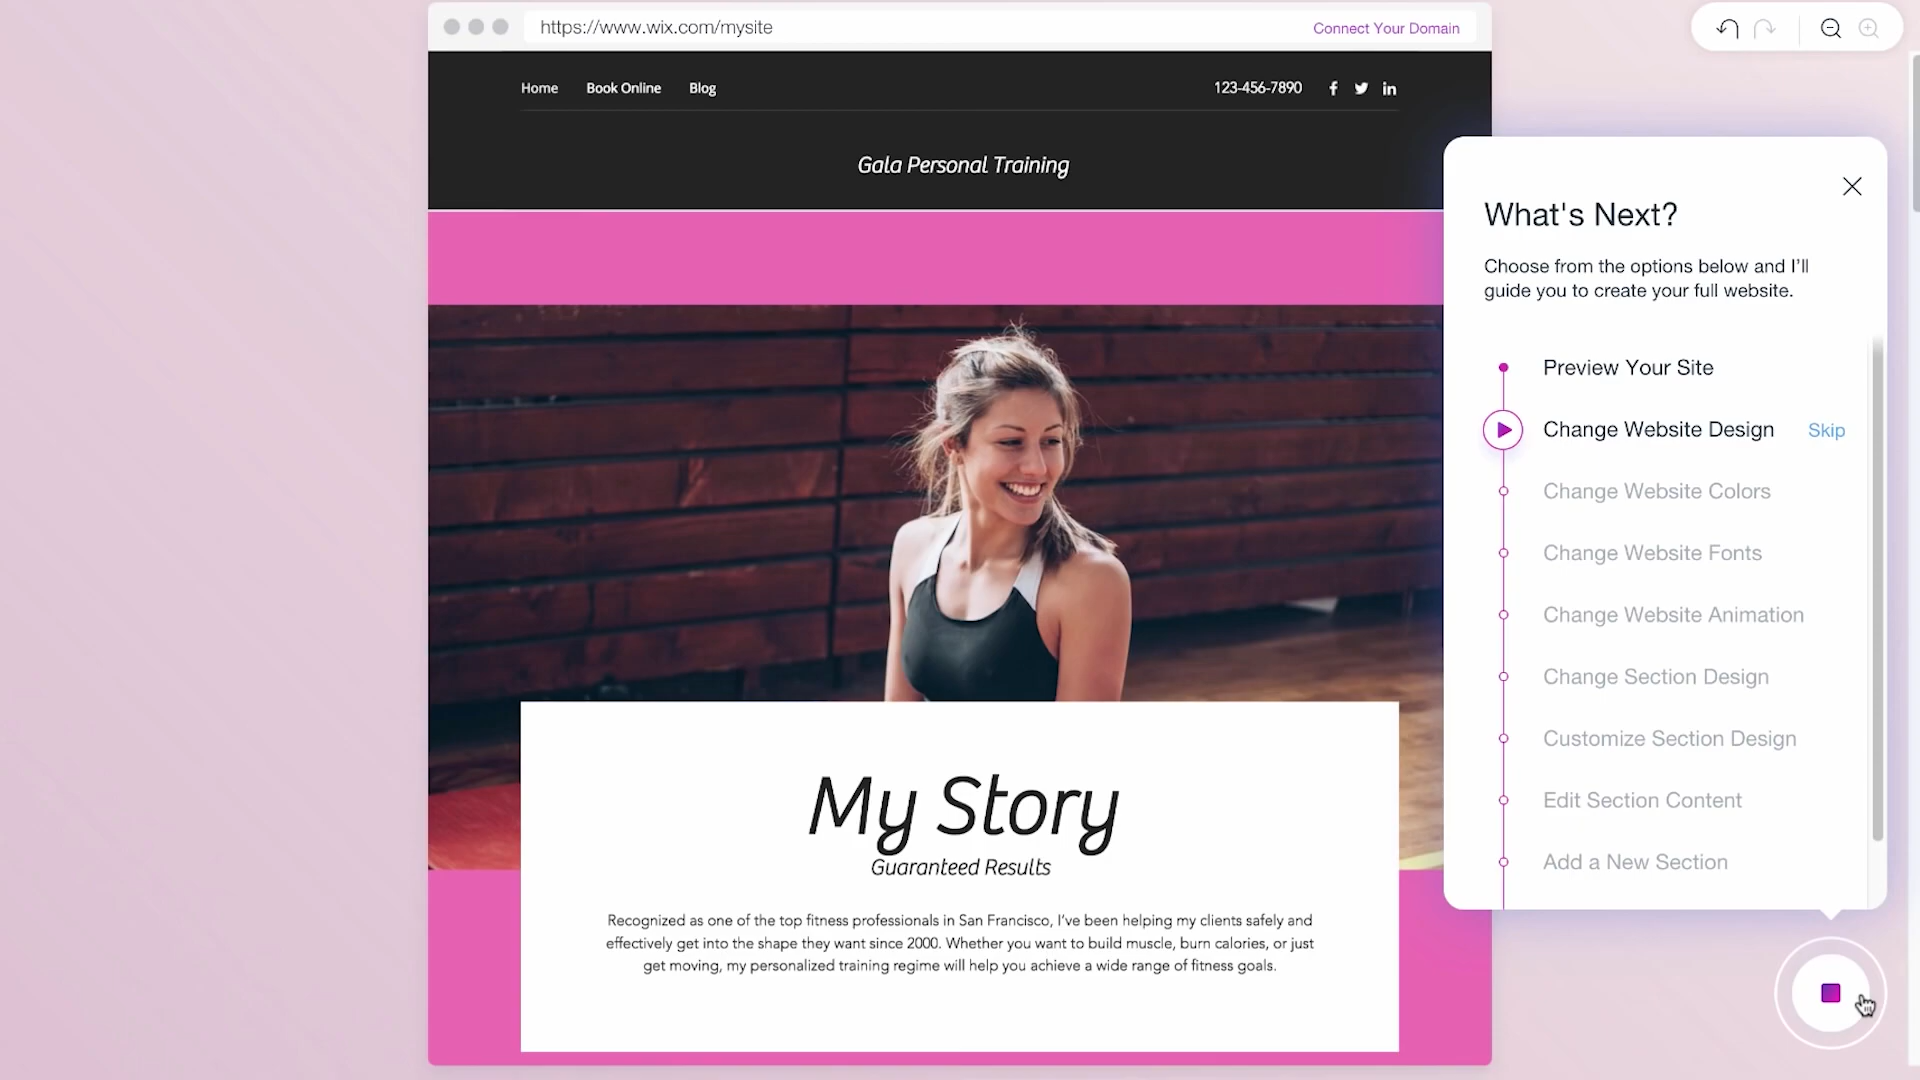 https://www.wix.com/mysite
Connect Your Domain
Home
Book Online
Blog
123-456-7890
Gala Personal Training
My Story
Guaranteed Results
Recognized as one of the top fitness professionals in San Francisco, I've been helping my clients safely and
effectively get into the shape they want since 2000. Whether you want to build muscle, burn calories, or just
get moving, my personalized training regime will help you achieve a wide range of fitness goals.
What's Next?
Choose from the options below and I'll
guide you to create your full website.
Preview Your Site
Change Website Design
Skip
Change Website Colors
Change Website Fonts
Change Website Animation
Change Section Design
Customize Section Design
Edit Section Content
Add a New Section